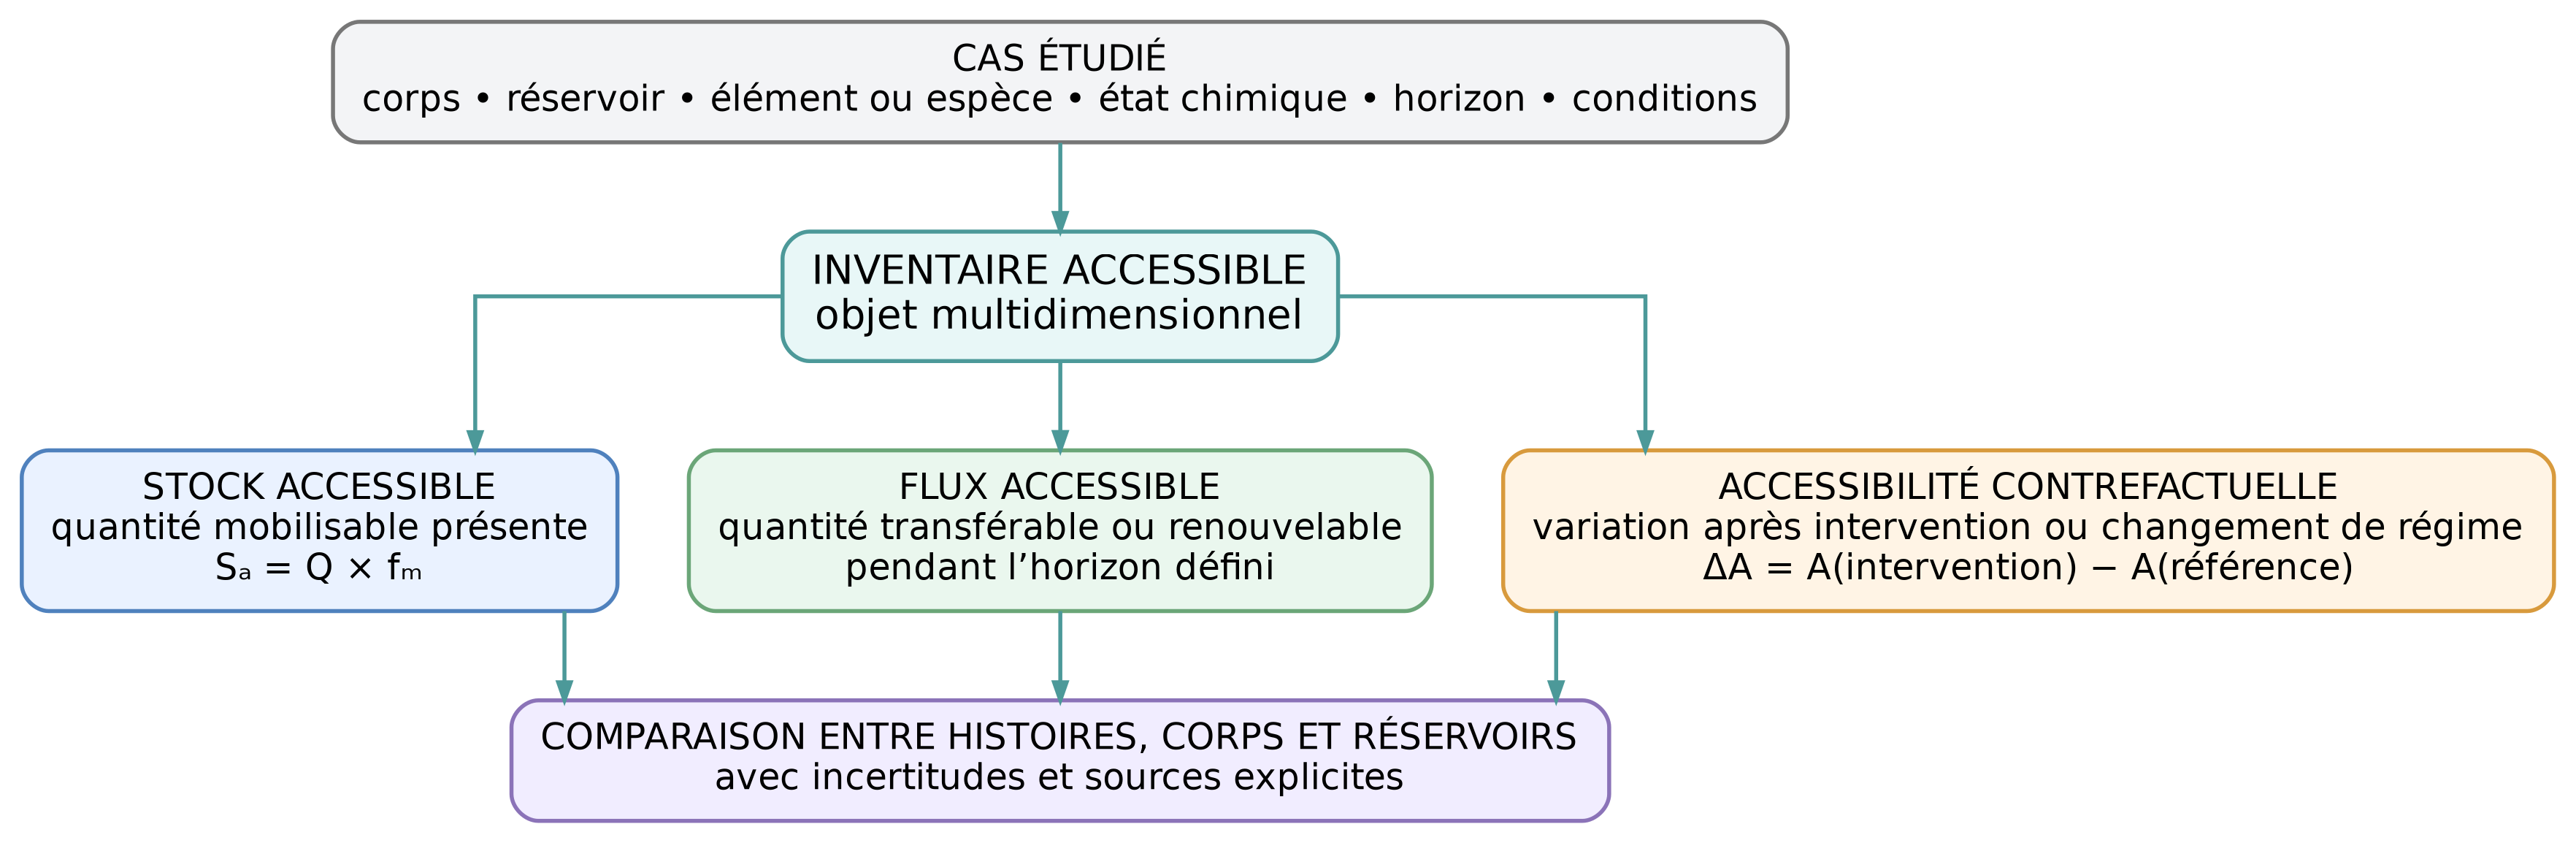 CAS ÉTUDIÉ
corps • réservoir • élément ou espèce • état chimique • horizon • conditions
INVENTAIRE ACCESSIBLE
objet multidimensionnel
STOCK ACCESSIBLE
quantité mobilisable présente
Sₐ = Q × fₘ
FLUX ACCESSIBLE
quantité transférable ou renouvelable
pendant l’horizon défini
ACCESSIBILITÉ CONTREFACTUELLE
variation après intervention ou changement de régime
ΔA = A(intervention) − A(référence)
COMPARAISON ENTRE HISTOIRES, CORPS ET RÉSERVOIRS
avec incertitudes et sources explicites